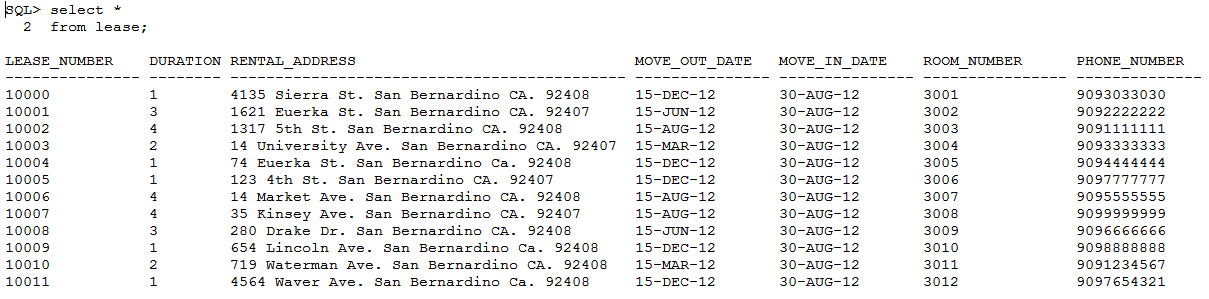 SQL> select *
2 from lease;
LEASE_NUMBER DURATION RENTAL_ADDRESS MOVE_OUT_DATE MOVE_IN_DATE ROOM_NUMBER PHONE_NUMBER
--------------- -------- -------------------------------------------- --------------- --------------- ---------------- --------------
10000 1 4135 Sierra St. San Bernardino CA. 92408 15-DEC-12 30-AUG-12 3001 9093033030
10001 3 1621 Euerka St. San Bernardino CA. 92407 15-JUN-12 30-AUG-12 3002 9092222222
10002 4 1317 5th St. San Bernardino CA. 92408 15-AUG-12 30-AUG-12 3003 9091111111
10003 2 14 University Ave. San Bernardino CA. 92407 15-MAR-12 30-AUG-12 3004 9093333333
10004 1 74 Euerka St. San Bernardino Ca. 92408 15-DEC-12 30-AUG-12 3005 9094444444
10005 1 123 4th St. San Bernardino CA. 92407 15-DEC-12 30-AUG-12 3006 9097777777
10006 4 14 Market Ave. San Bernardino CA. 92408 15-AUG-12 30-AUG-12 3007 9095555555
10007 4 35 Kinsey Ave. San Bernardino CA. 92407 15-AUG-12 30-AUG-12 3008 9099999999
10008 3 280 Drake Dr. San Bernardino CA. 92408 15-JUN-12 30-AUG-12 3009 9096666666
10009 1 654 Lincoln Ave. San Bernardino Ca. 92408 15-DEC-12 30-AUG-12 3010 9098888888
10010 2 719 Waterman Ave. San Bernardino CA. 92408 15-MAR-12 30-AUG-12 3011 9091234567
10011 1 4564 Waver Ave. San Bernardino Ca. 92408 15-DEC-12 30-AUG-12 3012 9097654321